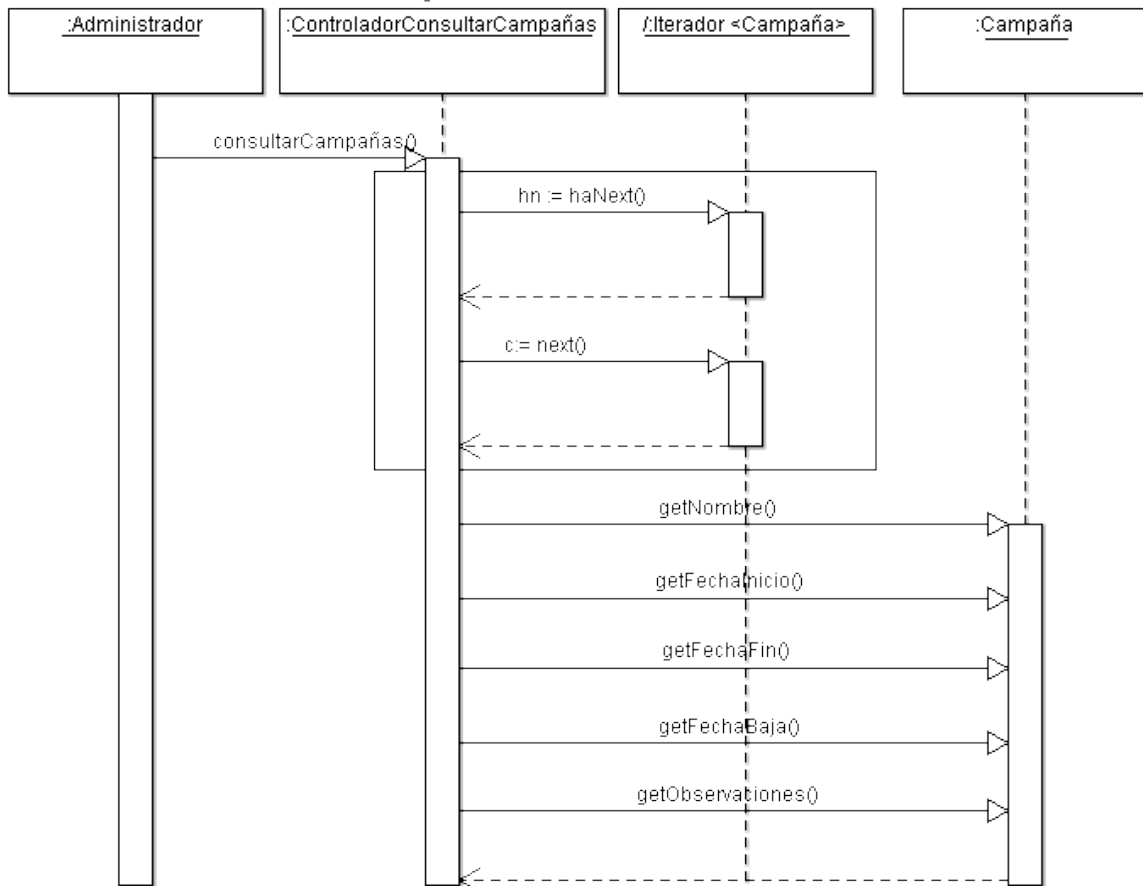 :Administrador
:ControladorConsultarCampañas
/:Iterador <Campaña>
:Campaña
consultarCampañas()
hn := haNext()
c:= next()
getNombre()
getFechaInicio()
getFechaFin()
getFechaBaja()
getObservaciones()